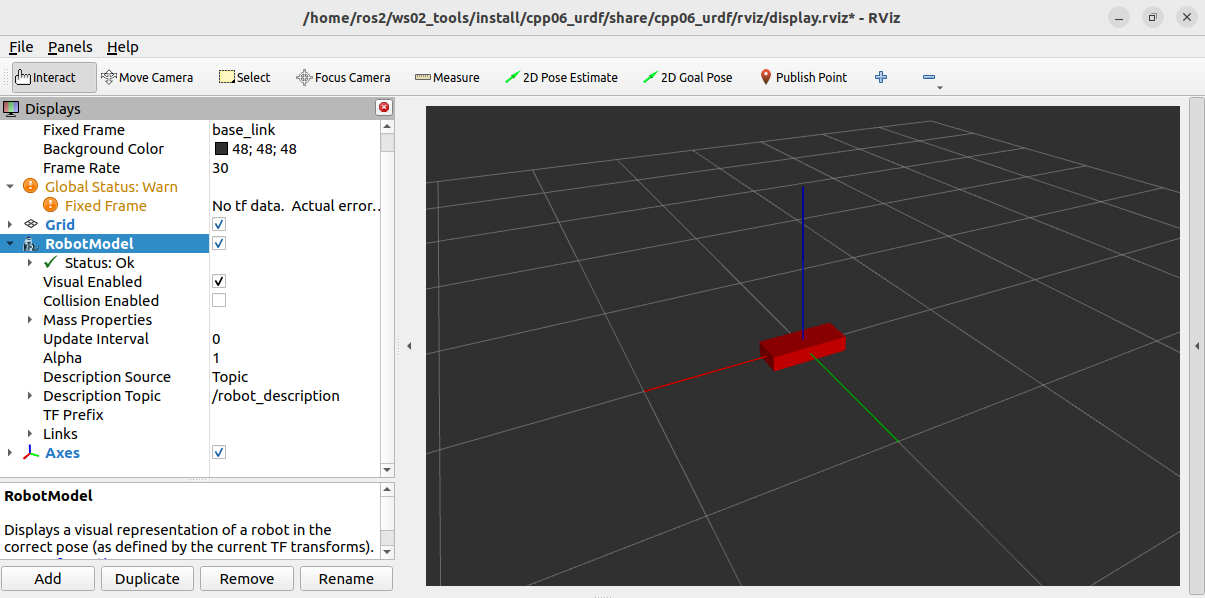 /home/ros2/ws02_tools/install/cpp06_urdf/share/cpp06_urdf/rviz/display.rviz* - RViz
File Panels Help
Interact Move Camera Select Focus Camera Measure 2D Pose Estimate 2D Goal Pose Publish Point
Displays
Fixed Frame base_link
Background Color 48; 48; 48
Frame Rate 30
Global Status: Warn
Fixed Frame No tf data. Actual error..
Grid
RobotModel
Status: Ok
Visual Enabled
Collision Enabled
Mass Properties
Update Interval 0
Alpha 1
Description Source Topic
Description Topic /robot_description
TF Prefix
Links
Axes
RobotModel
Displays a visual representation of a robot in the
correct pose (as defined by the current TF transforms).
Add Duplicate Remove Rename